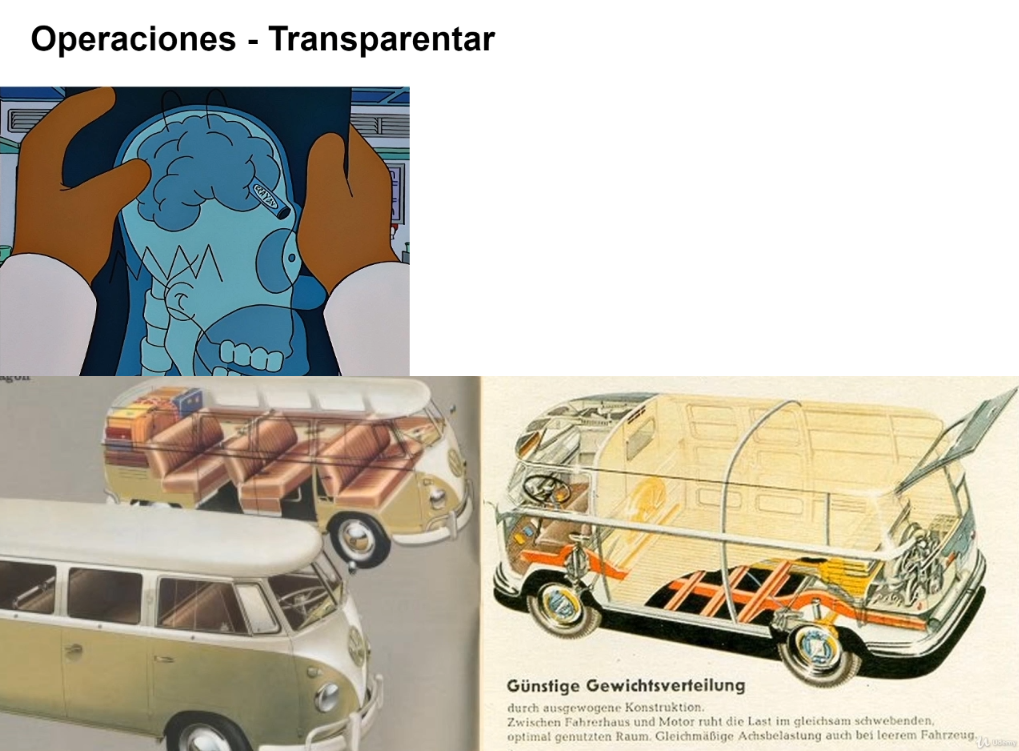 Operaciones - Transparentar
Günstige Gewichtsverteilung
durch ausgewogene Konstruktion.
Zwischen Fahrerhaus und Motor ruht die Last im gleichsam schwebenden,
optimal genutzten Raum. Gleichmäßige Achsbelastung auch bei leerem Fahrzeug.